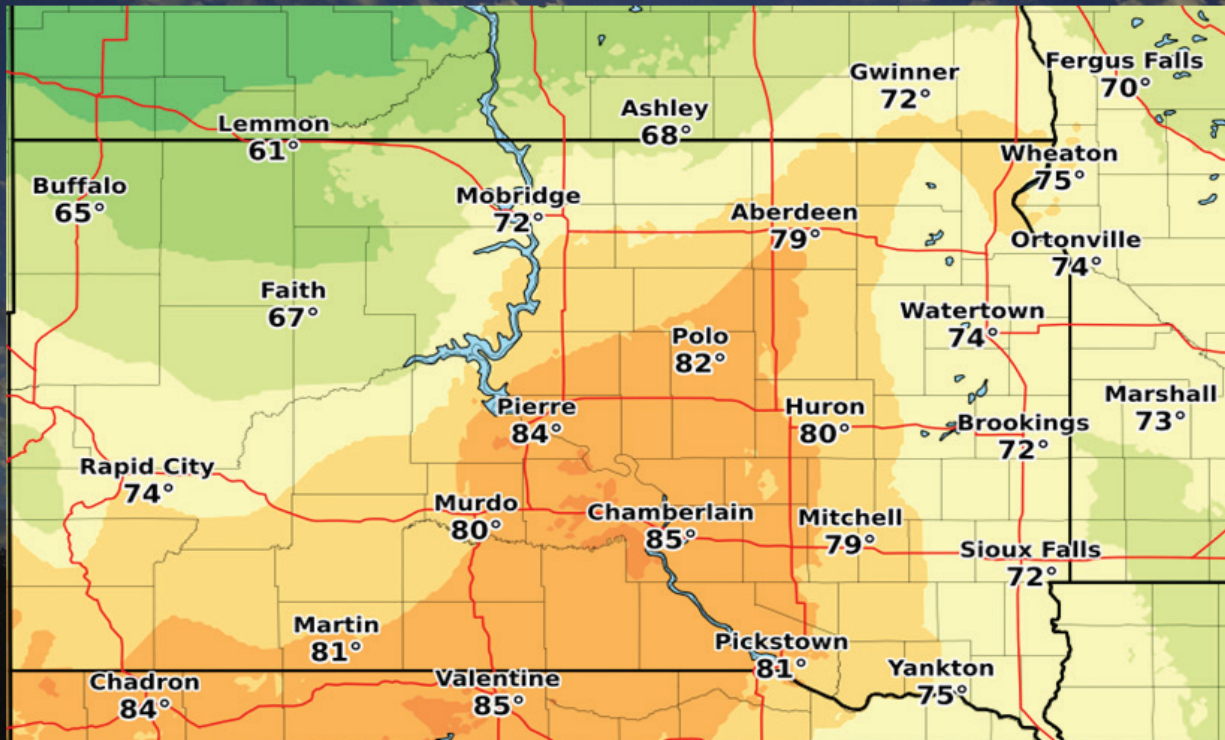 Gwinner
72°
Fergus Falls
70°
Ashley
68°
Lemmon
61°
Wheaton
75°
Buffalo
65°
Mobridge
72°
Aberdeen
79°
Ortonville
74°
Faith
67°
Watertown
74°
Polo
82°
Marshall
73°
Pierre
84°
Huron
80°
Brookings
72°
Rapid City
74°
Murdo
80°
Chamberlain
85°
Mitchell
79°
Sioux Falls
72°
Martin
81°
Pickstown
81°
Yankton
75°
Chadron
84°
Valentine
85°